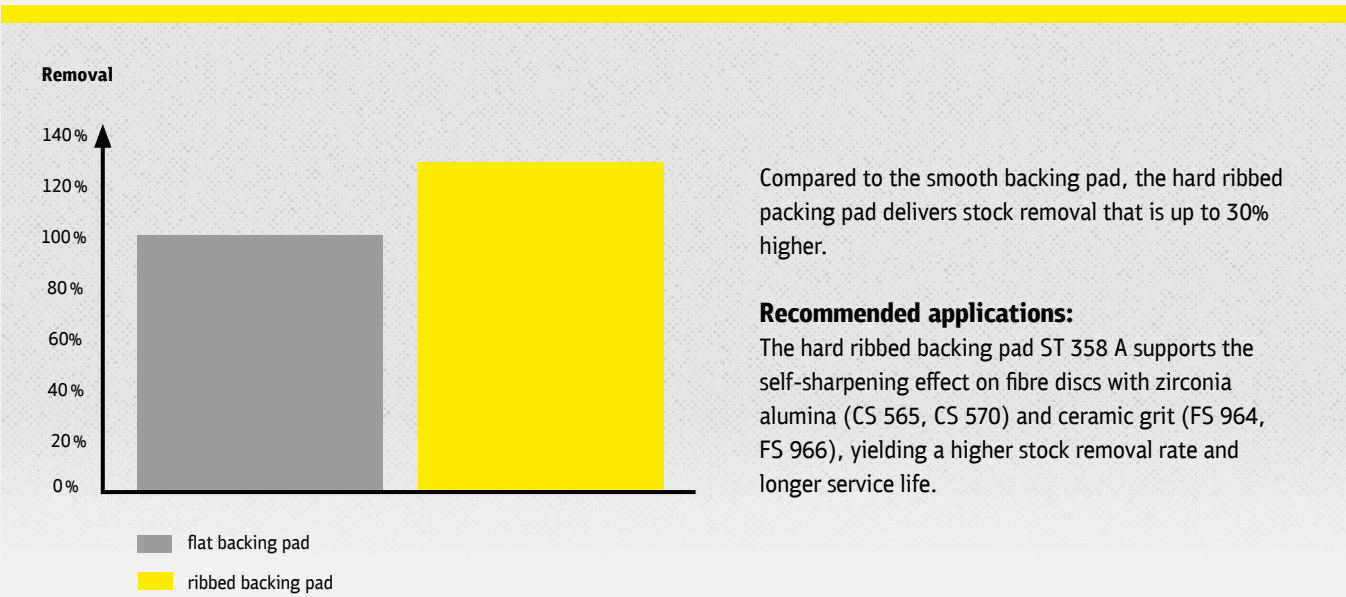 Removal
140 %
120 %
100 %
80 %
60%
40 %
20 %
0 %
flat backing pad
ribbed backing pad
Compared to the smooth backing pad, the hard ribbed
packing pad delivers stock removal that is up to 30%
higher.
Recommended applications:
The hard ribbed backing pad ST 358 A supports the
self-sharpening effect on fibre discs with zirconia
alumina (CS 565, CS 570) and ceramic grit (FS 964,
FS 966), yielding a higher stock removal rate and
longer service life.